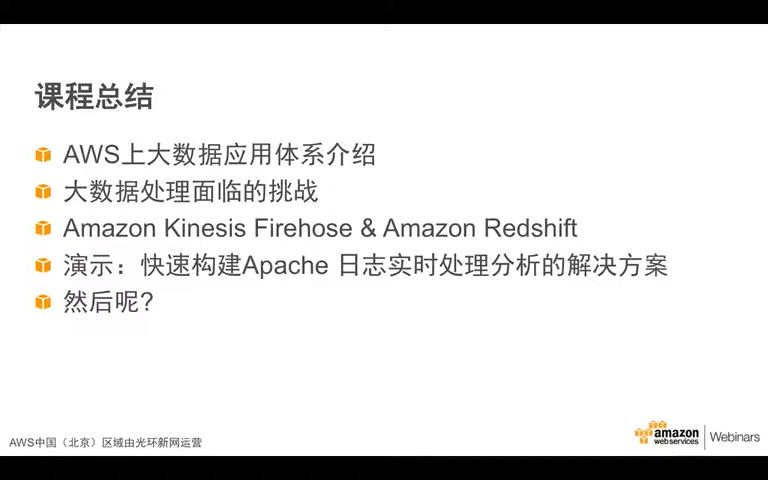 课程总结
AWS上大数据应用体系介绍
大数据处理面临的挑战
Amazon Kinesis Firehose & Amazon Redshift
演示：快速构建Apache 日志实时处理分析的解决方案
然后呢?
AWS中国（北京）区域由光环新网运营
amazon
web services
Webinars